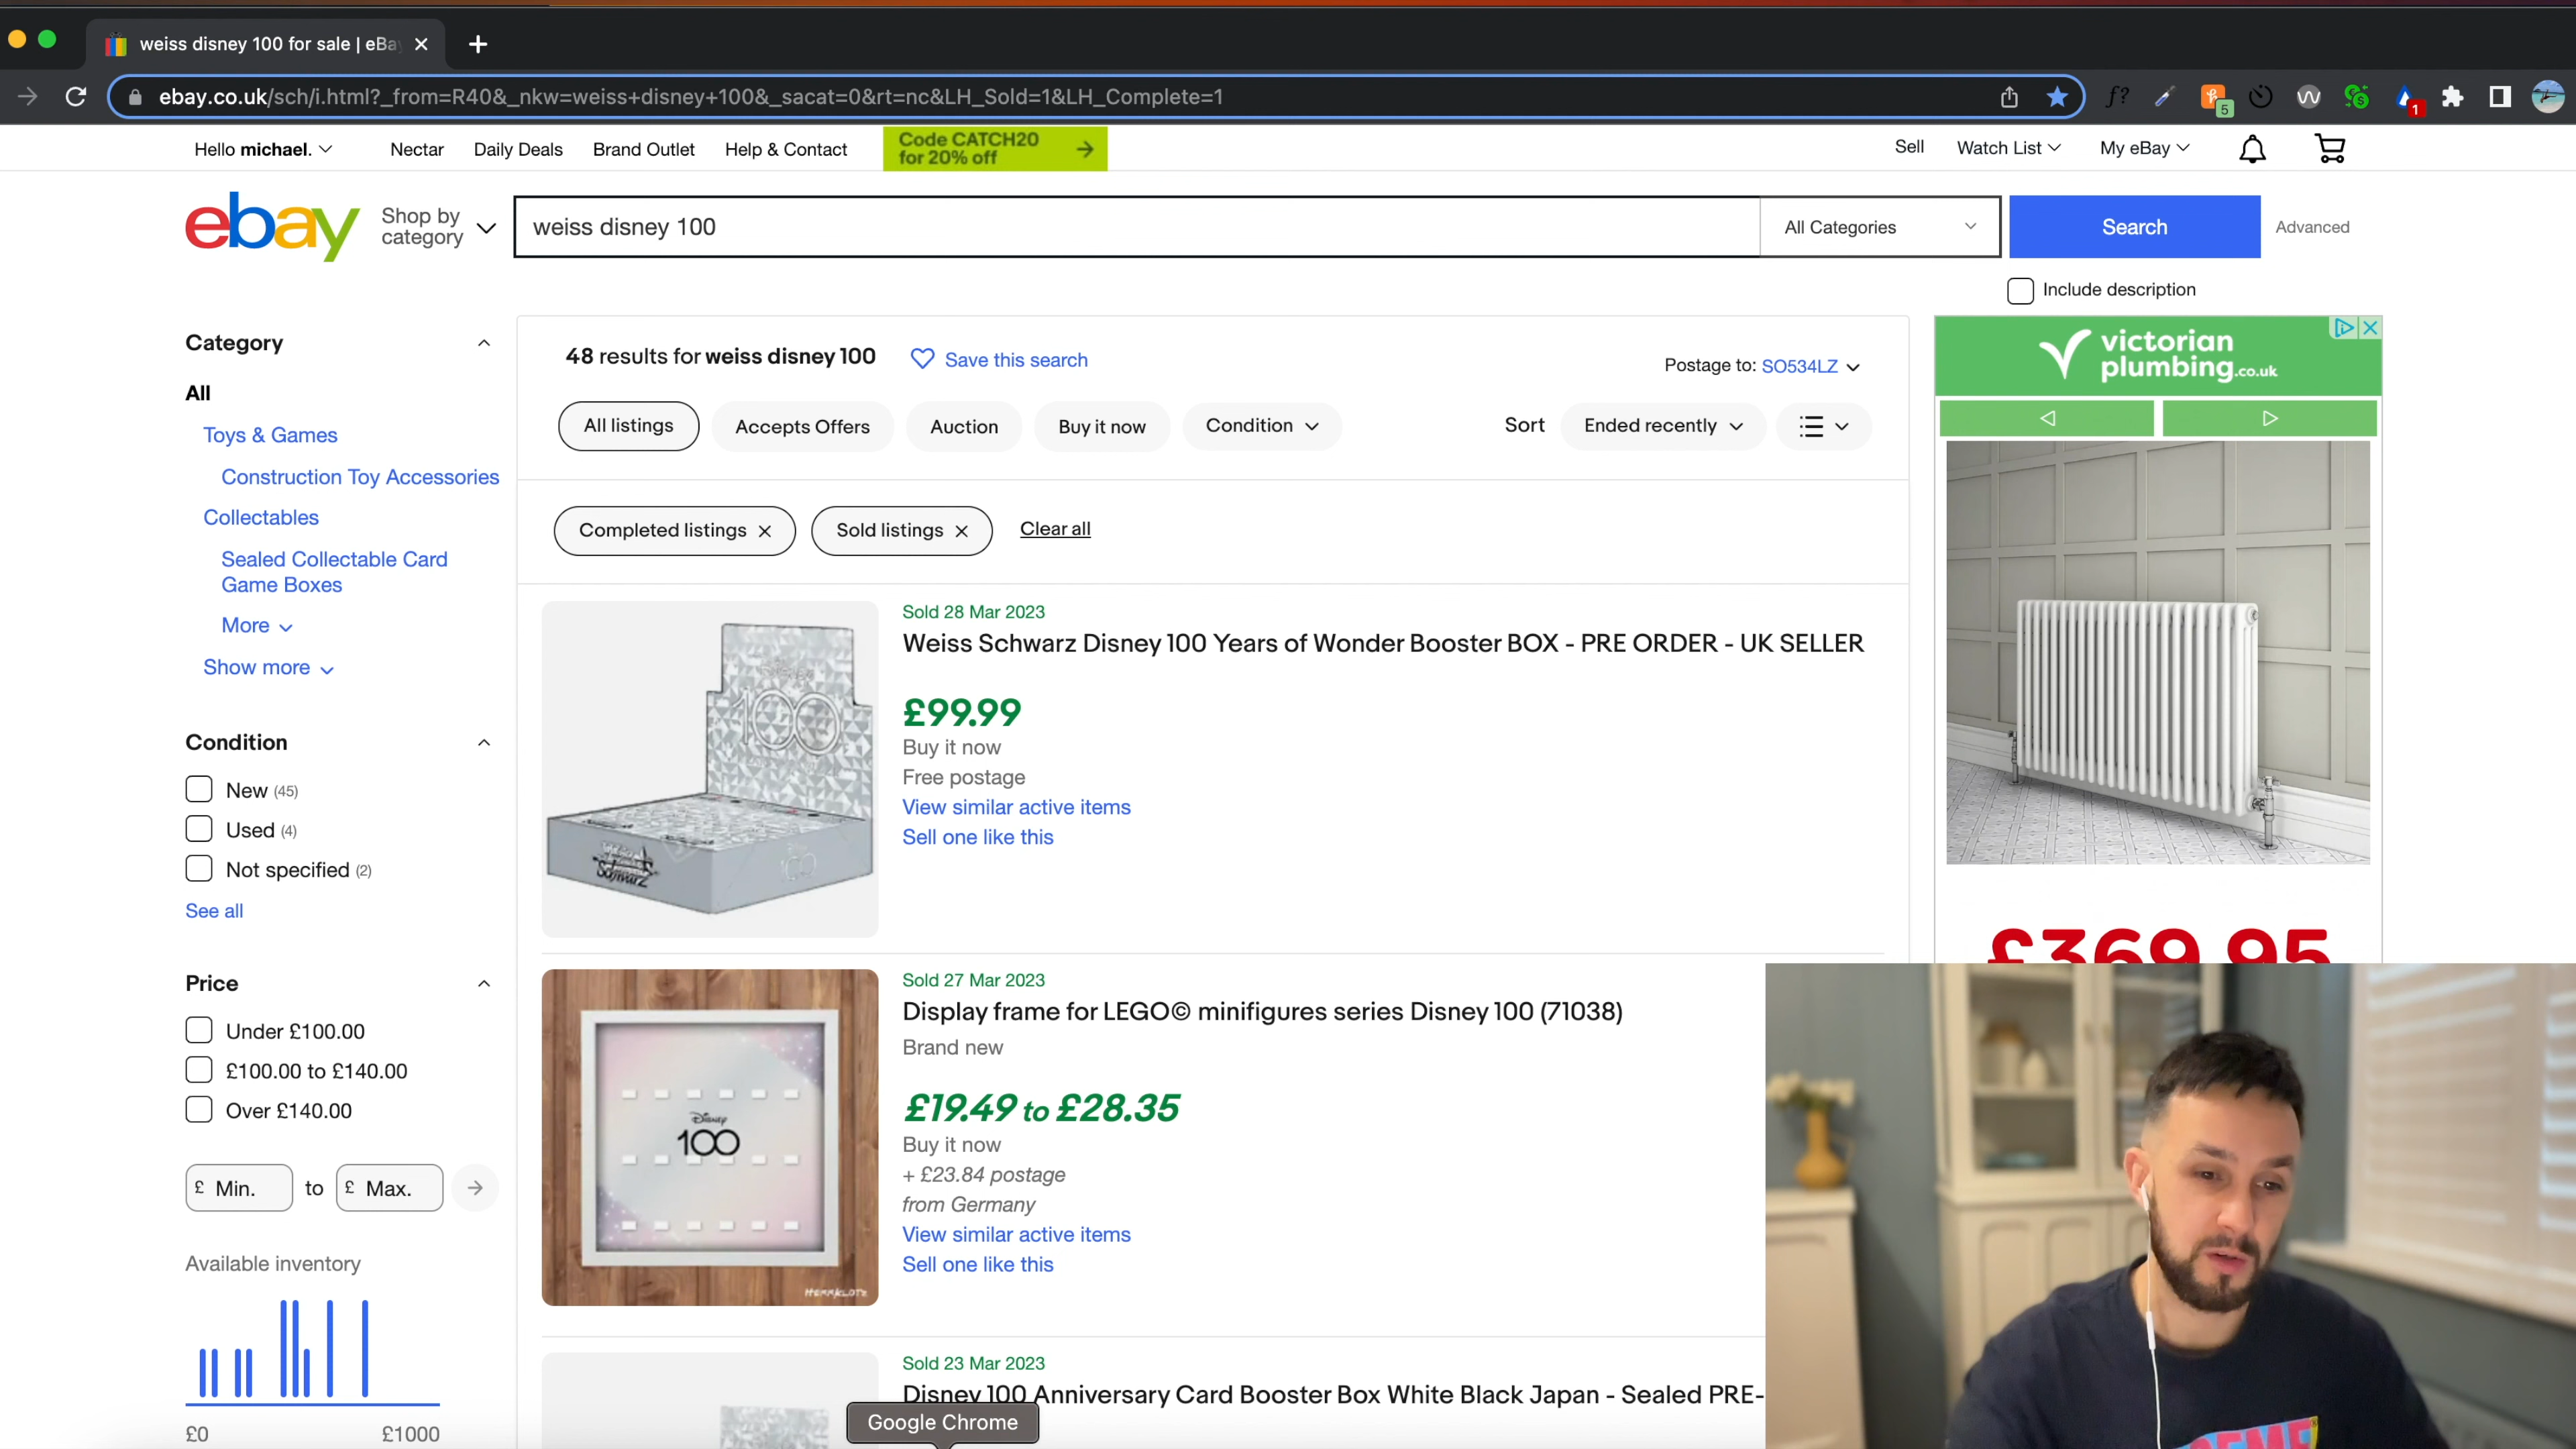 weiss disney 100 for sale | eBay
ebay.co.uk/sch/i.html?_from=R40&_nkw=weiss+disney+100&_sacat=0&rt=nc&LH_Sold=1&LH_Complete=1
5
1
Hello michael.
Nectar
Daily Deals
Brand Outlet
Help & Contact
Code CATCH20
for 20% off
Sell
Watch List
My eBay
ebay
Shop by
category
weiss disney 100
All Categories
Search
Advanced
Include description
Category
All
Toys & Games
Construction Toy Accessories
Collectables
Sealed Collectable Card
Game Boxes
More
Show more
Condition
New (45)
Used (4)
Not specified (2)
See all
Price
Under £100.00
£100.00 to £140.00
Over £140.00
£ Min. to £ Max.
Available inventory
£0 £1000
48 results for weiss disney 100
Save this search
Postage to: SO534LZ
All listings
Accepts Offers
Auction
Buy it now
Condition
Sort
Ended recently
Completed listings
Sold listings
Clear all
Sold 28 Mar 2023
Weiss Schwarz Disney 100 Years of Wonder Booster BOX - PRE ORDER - UK SELLER
£99.99
Buy it now
Free postage
View similar active items
Sell one like this
100
Schwarz
100
Sold 27 Mar 2023
Display frame for LEGO© minifigures series Disney 100 (71038)
Brand new
£19.49 to £28.35
Buy it now
+ £23.84 postage
from Germany
View similar active items
Sell one like this
Disney
100
Sold 23 Mar 2023
Disney 100 Anniversary Card Booster Box White Black Japan - Sealed PRE-
Google Chrome
victorian
plumbing.co.uk
£369.95